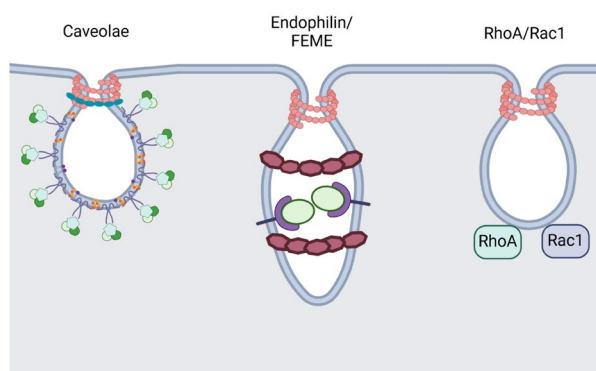 Caveolae
Endophilin/
FEME
RhoA/Rac1
RhoA
Rac1